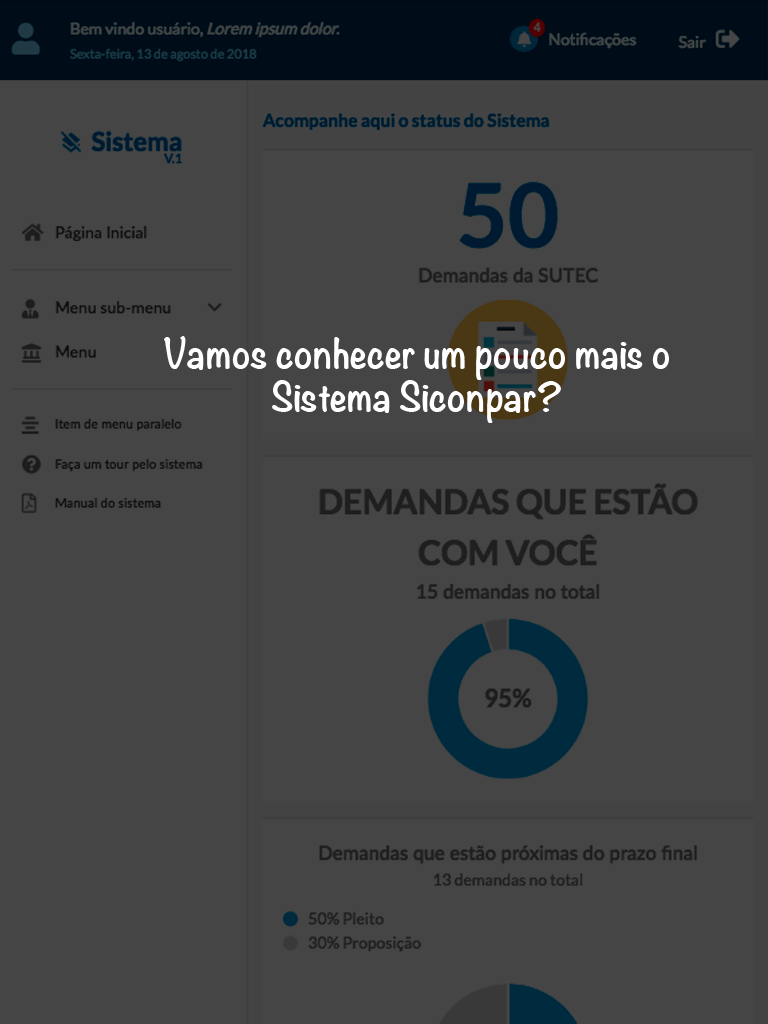 Bem vindo usuário, Lorem ipsum dolor.
Sexta-feira, 13 de agosto de 2018
4
Notificações
Sair
Sistema
V.1
Página Inicial
Menu sub-menu
Menu
Item de menu paralelo
Faça um tour pelo sistema
Manual do sistema
Acompanhe aqui o status do Sistema
50
Demandas da SUTEC
Vamos conhecer um pouco mais o
Sistema Siconpar?
DEMANDAS QUE ESTÃO
COM VOCÊ
15 demandas no total
95%
Demandas que estão próximas do prazo final
13 demandas no total
50% Pleito
30% Proposição